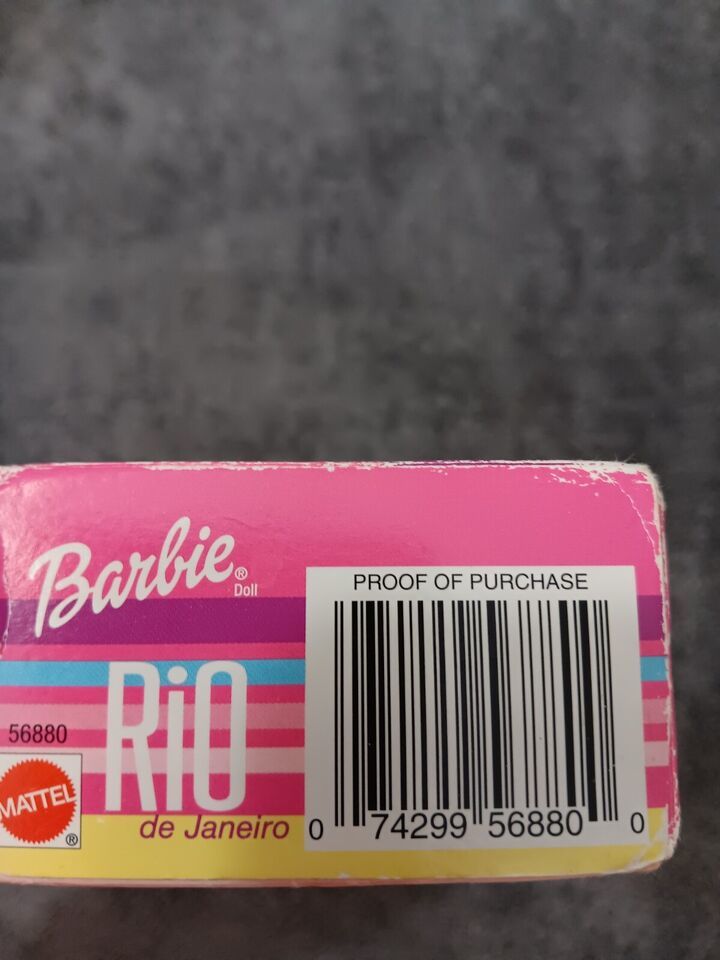 Barbie®
Doll
PROOF OF PURCHASE
RiO
56880
MATTEL
®
de Janeiro
0 74299 56880 0